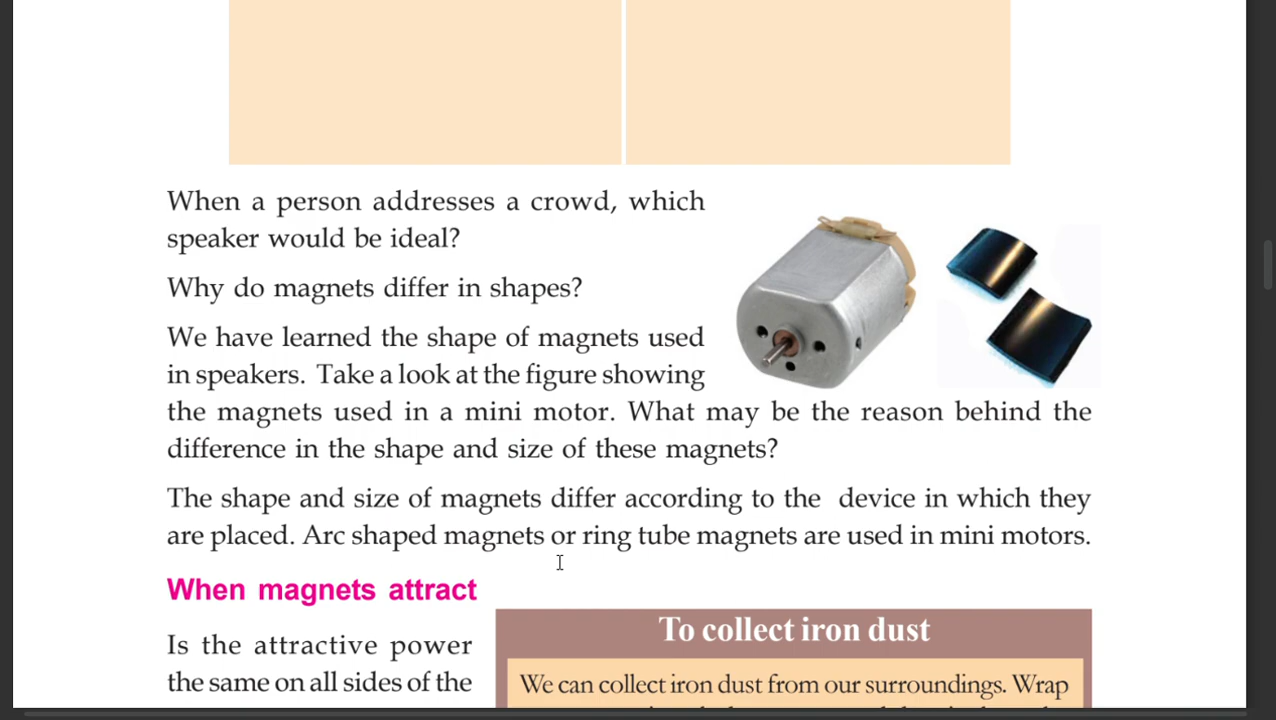 When a person addresses a crowd, which
speaker would be ideal?
Why do magnets differ in shapes?
We have learned the shape of magnets used
in speakers. Take a look at the figure showing
the magnets used in a mini motor. What may be the reason behind the
difference in the shape and size of these magnets?
The shape and size of magnets differ according to the device in which they
are placed. Arc shaped magnets or ring tube magnets are used in mini motors.
When magnets attract
Is the attractive power
the same on all sides of the
To collect iron dust
We can collect iron dust from our surroundings. Wrap